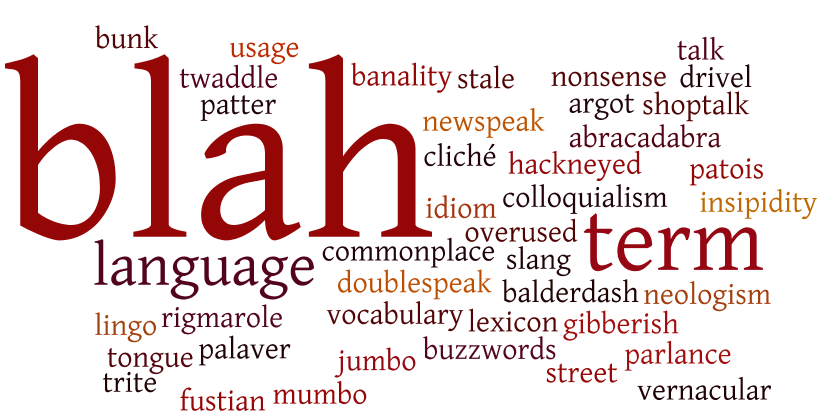 bunk
usage
talk
twaddle
banality
stale
nonsense
drivel
patter
argot
shoptalk
blah
newspeak
abracadabra
cliché
hackneyed
patois
colloquialism
insipidity
idiom
overused
term
commonplace
slang
language
doublespeak
balderdash
neologism
lingo
rigmarole
vocabulary
lexicon
gibberish
tongue
palaver
jumbo
buzzwords
parlance
trite
street
fustian
mumbo
vernacular